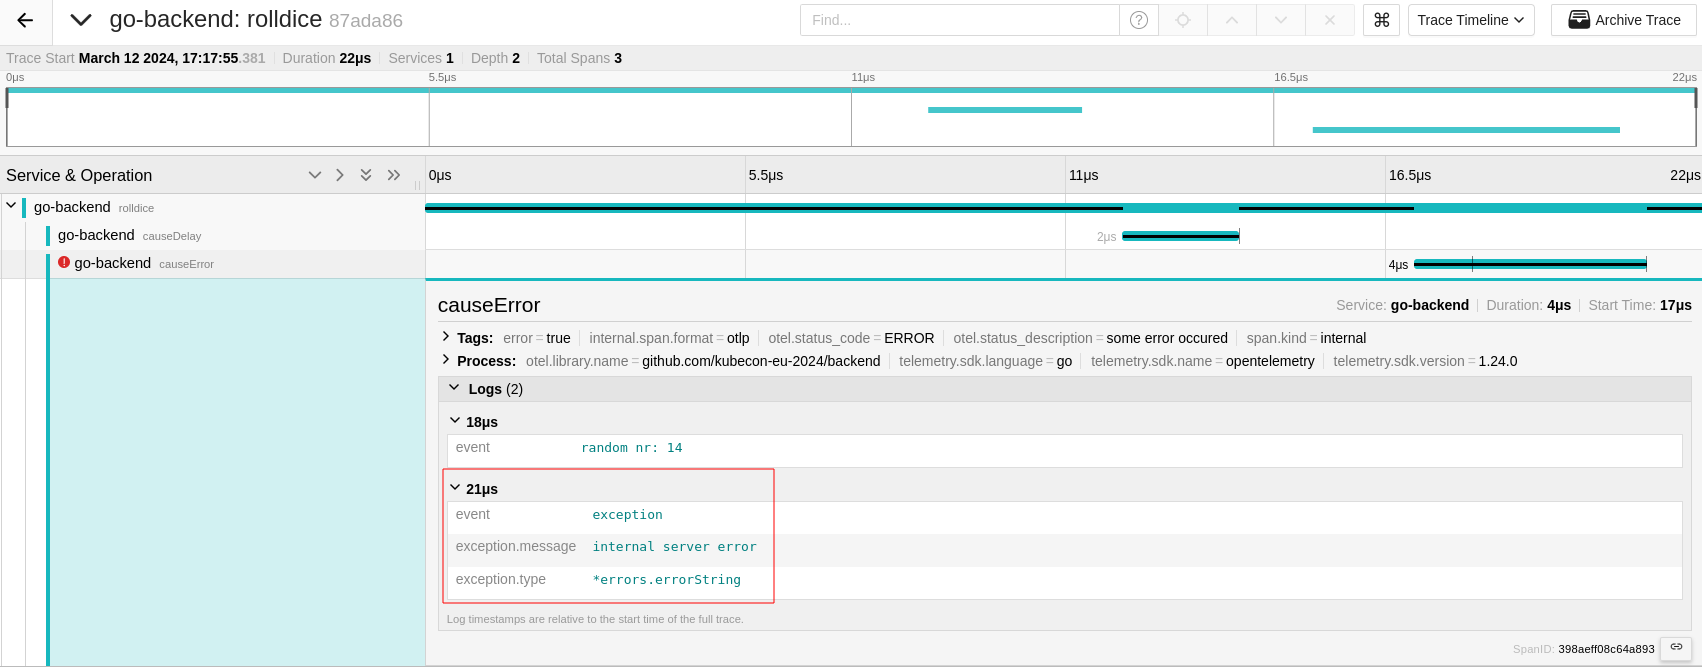 go-backend: rolldice 87ada86
Find...
Trace Timeline
Archive Trace
Trace Start March 12 2024, 17:17:55.381 Duration 22μs Services 1 Depth 2 Total Spans 3
0μs 5.5μs 11μs 16.5μs 22μs
Service & Operation 0μs 5.5μs 11μs 16.5μs 22μs
go-backend rolldice
go-backend causeDelay 2μs
go-backend causeError 4μs
causeError Service: go-backend Duration: 4μs Start Time: 17μs
Tags: error = true internal.span.format = otlp otel.status_code = ERROR otel.status_description = some error occured span.kind = internal
Process: otel.library.name = github.com/kubecon-eu-2024/backend telemetry.sdk.language = go telemetry.sdk.name = opentelemetry telemetry.sdk.version = 1.24.0
Logs (2)
18μs
event random nr: 14
21μs
event exception
exception.message internal server error
exception.type *errors.errorString
Log timestamps are relative to the start time of the full trace.
SpanID: 398aeff08c64a893